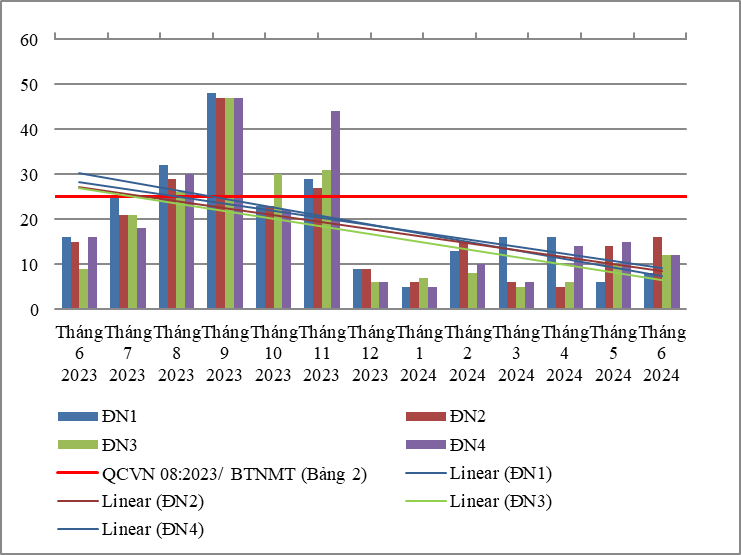 60
50
40
30
20
10
0
Tháng Tháng Tháng Tháng Tháng Tháng Tháng Tháng Tháng Tháng Tháng Tháng Tháng
6 7 8 9 10 11 12 1 2 3 4 5 6
2023 2023 2023 2023 2023 2023 2023 2024 2024 2024 2024 2024 2024
ĐN1 ĐN2
ĐN3 ĐN4
QCVN 08:2023/ BTNMT (Bảng 2) Linear (ĐN1)
Linear (ĐN2) Linear (ĐN3)
Linear (ĐN4)